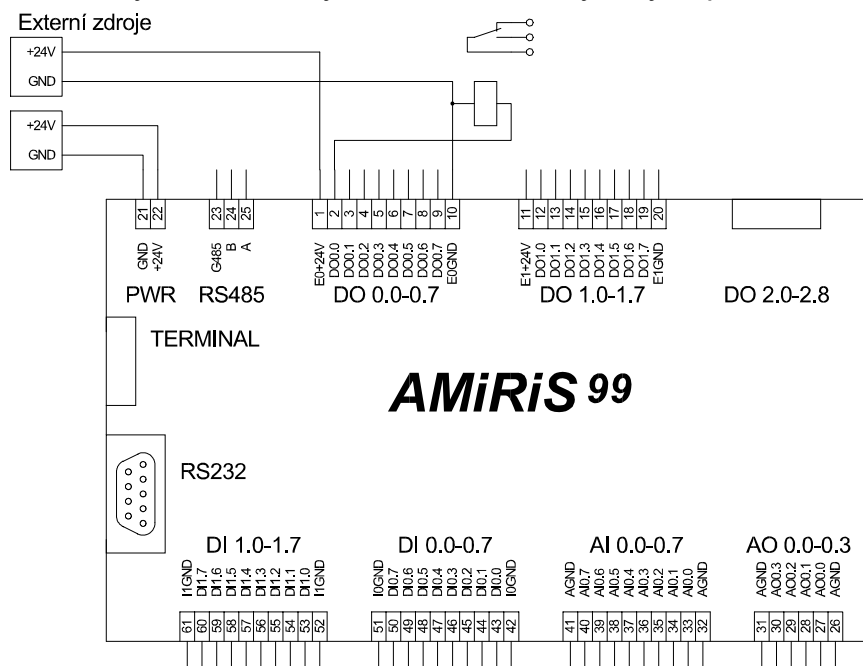 Externí zdroje
+24V
GND
+24V
GND
21 22 23 24 25 1 2 3 4 5 6 7 8 9 10 11 12 13 14 15 16 17 18 19 20
GND +24V G485 B A E0+24V DO0.0 DO0.1 DO0.2 DO0.3 DO0.4 DO0.5 DO0.6 DO0.7 E0GND E1+24V DO1.0 DO1.1 DO1.2 DO1.3 DO1.4 DO1.5 DO1.6 DO1.7 E1GND
PWR RS485 DO 0.0-0.7 DO 1.0-1.7 DO 2.0-2.8
TERMINAL
AMiRiS 99
RS232
DI 1.0-1.7 DI 0.0-0.7 AI 0.0-0.7 AO 0.0-0.3
I1GND DI1.7 DI1.6 DI1.5 DI1.4 DI1.3 DI1.2 DI1.1 DI1.0 I1GND I0GND DI0.7 DI0.6 DI0.5 DI0.4 DI0.3 DI0.2 DI0.1 DI0.0 I0GND AGND AI0.7 AI0.6 AI0.5 AI0.4 AI0.3 AI0.2 AI0.1 AI0.0 AGND AGND AO0.3 AO0.2 AO0.1 AO0.0 AGND
61 60 59 58 57 56 55 54 53 52 51 50 49 48 47 46 45 44 43 42 41 40 39 38 37 36 35 34 33 32 31 30 29 28 27 26